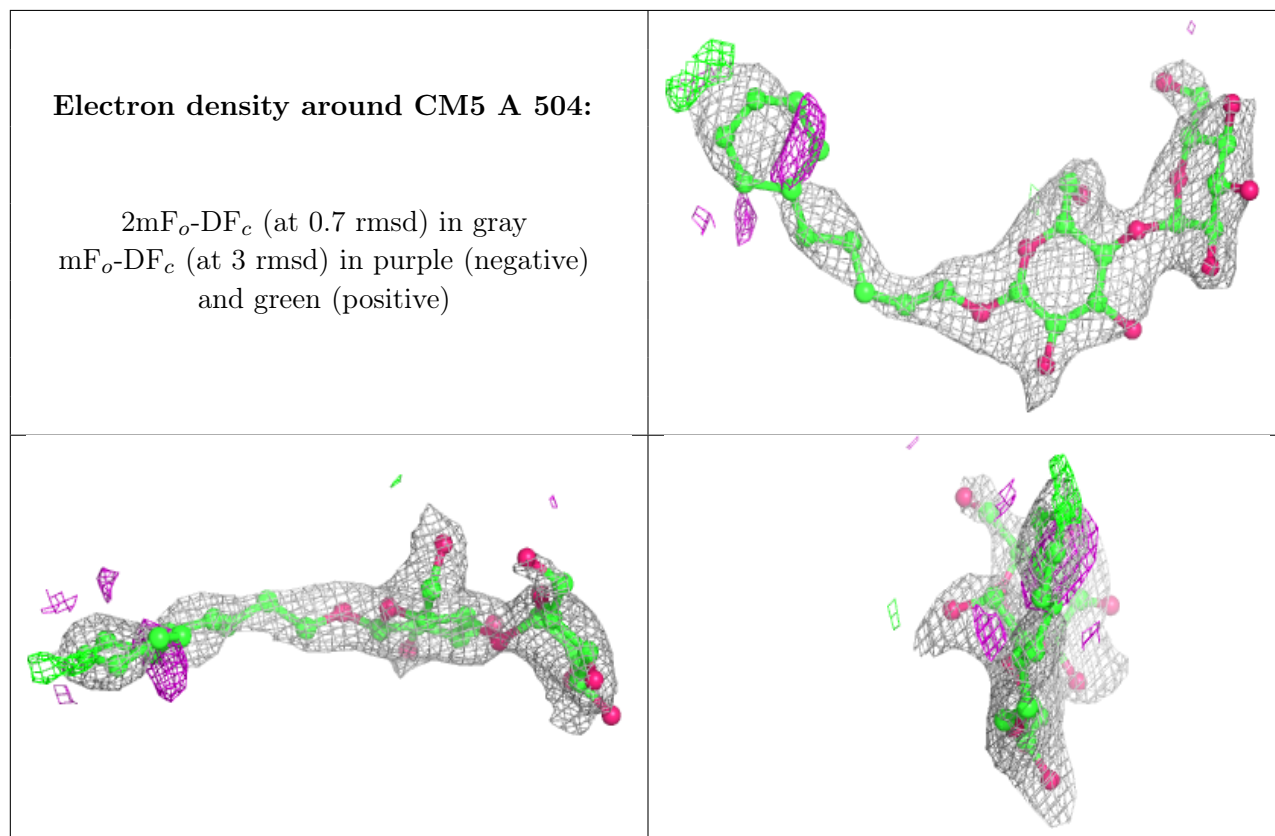 Electron density around CM5 A 504:
2mFo-DFc (at 0.7 rmsd) in gray
mFo-DFc (at 3 rmsd) in purple (negative)
and green (positive)